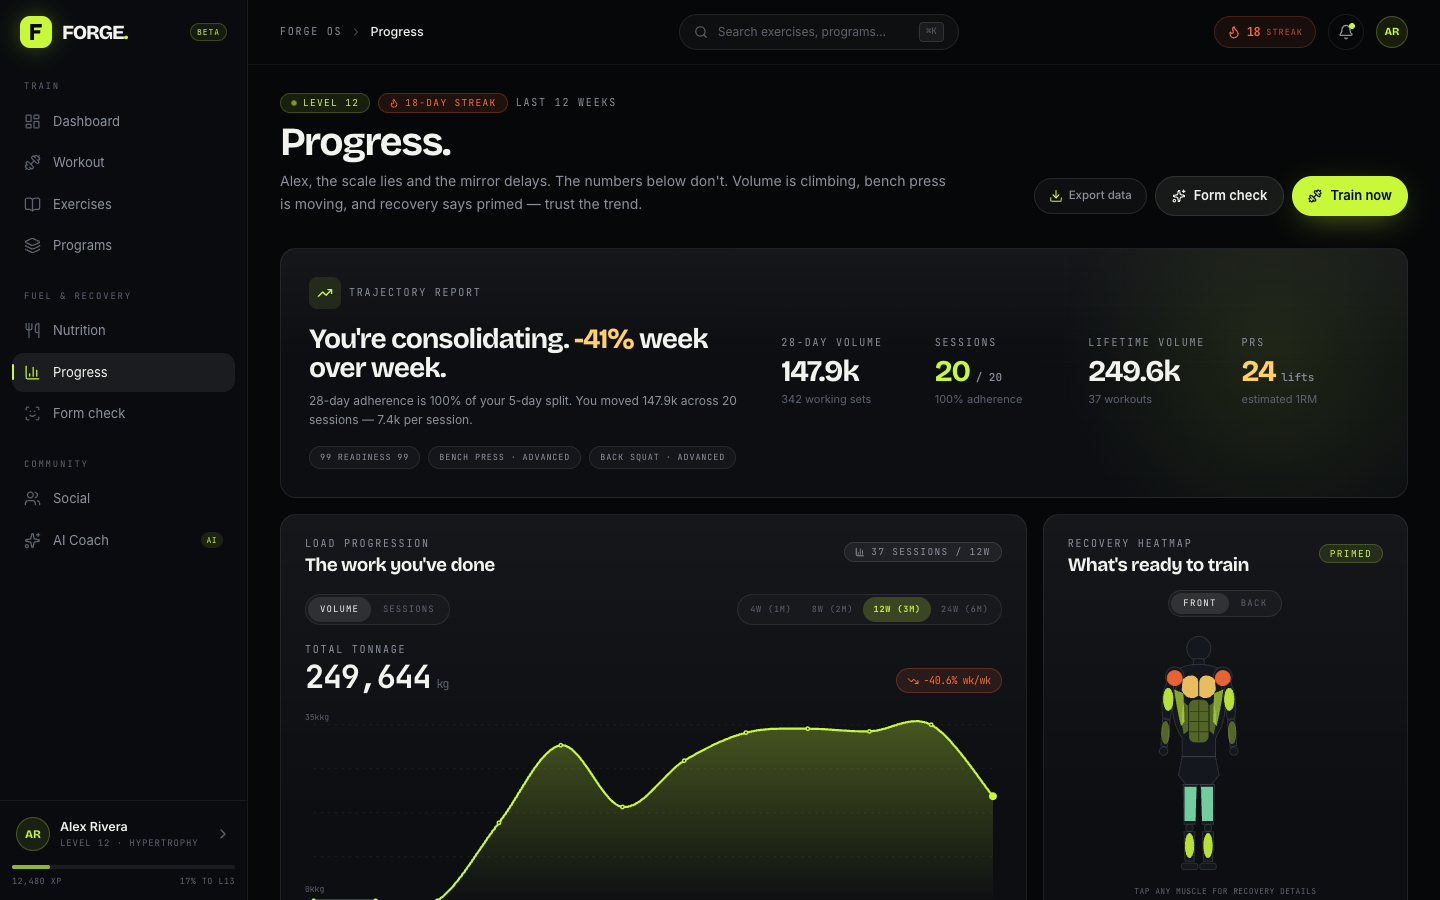 F FORGE. BETA
TRAIN
Dashboard
Workout
Exercises
Programs
FUEL & RECOVERY
Nutrition
Progress
Form check
COMMUNITY
Social
AI Coach AI
AR Alex Rivera
LEVEL 12 · HYPERTROPHY
12,480 XP 17% TO L13
FORGE OS > Progress
Search exercises, programs... ⌘K
18 STREAK
AR
LEVEL 12 18-DAY STREAK LAST 12 WEEKS
Progress.
Alex, the scale lies and the mirror delays. The numbers below don't. Volume is climbing, bench press
is moving, and recovery says primed — trust the trend.
Export data
Form check
Train now
TRAJECTORY REPORT
You're consolidating. -41% week
over week.
28-day adherence is 100% of your 5-day split. You moved 147.9k across 20
sessions — 7.4k per session.
99 READINESS 99
BENCH PRESS · ADVANCED
BACK SQUAT · ADVANCED
28-DAY VOLUME
147.9k
342 working sets
SESSIONS
20 / 20
100% adherence
LIFETIME VOLUME
249.6k
37 workouts
PRS
24 lifts
estimated 1RM
LOAD PROGRESSION
The work you've done
37 SESSIONS / 12W
VOLUME SESSIONS
4W (1M) 8W (2M) 12W (3M) 24W (6M)
TOTAL TONNAGE
249,644 kg
-40.6% wk/wk
35kkg
0kkg
RECOVERY HEATMAP
What's ready to train
PRIMED
FRONT BACK
TAP ANY MUSCLE FOR RECOVERY DETAILS